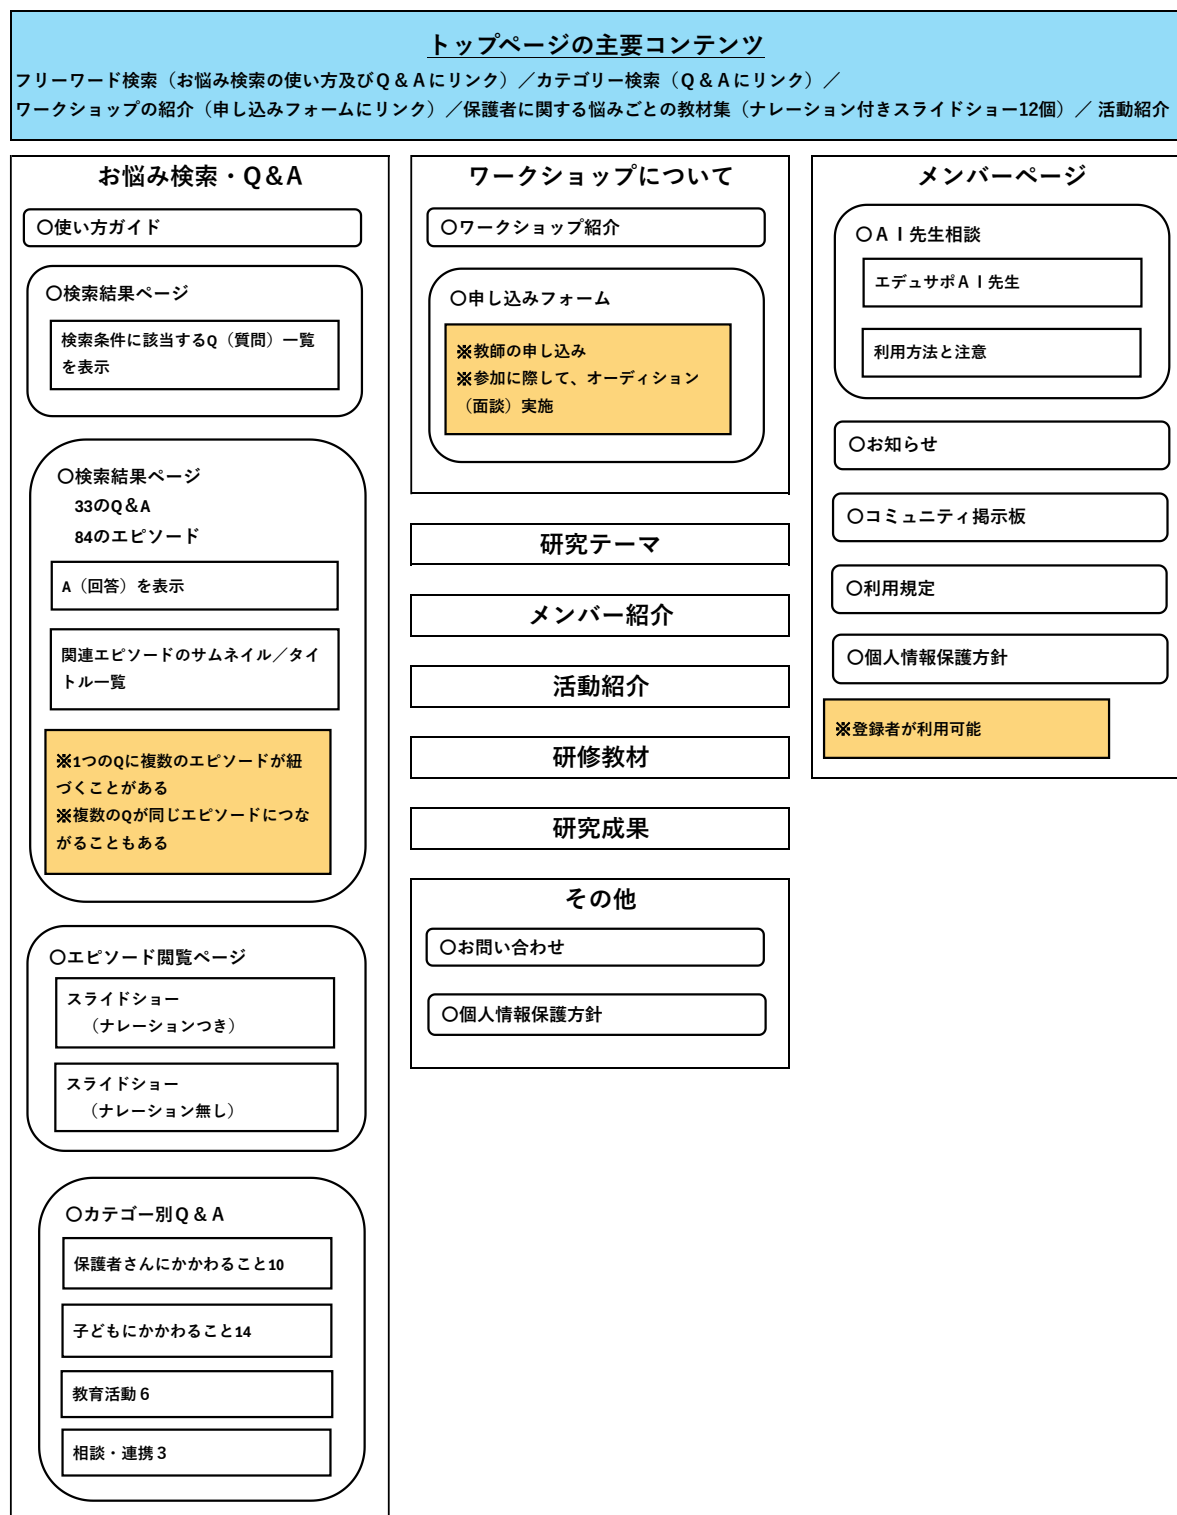 トップページの主要コンテンツ
フリーワード検索（お悩み検索の使い方及びＱ＆Ａにリンク）／カテゴリー検索（Ｑ＆Ａにリンク）／
ワークショップの紹介（申し込みフォームにリンク）／保護者に関する悩みごとの教材集（ナレーション付きスライドショー12個）／ 活動紹介
お悩み検索・Q&A
〇使い方ガイド
〇検索結果ページ
検索条件に該当するQ（質問）一覧
を表示
〇検索結果ページ
33のQ＆A
84のエピソード
A（回答）を表示
関連エピソードのサムネイル／タイ
トル一覧
※1つのQに複数のエピソードが紐
づくことがある
※複数のQが同じエピソードにつな
がることもある
〇エピソード閲覧ページ
スライドショー
（ナレーションつき）
スライドショー
（ナレーション無し）
〇カテゴー別Ｑ＆Ａ
保護者さんにかかわること10
子どもにかかわること14
教育活動６
相談・連携３
ワークショップについて
〇ワークショップ紹介
〇申し込みフォーム
※教師の申し込み
※参加に際して、オーディション
（面談）実施
研究テーマ
メンバー紹介
活動紹介
研修教材
研究成果
その他
〇お問い合わせ
〇個人情報保護方針
メンバーページ
〇ＡＩ先生相談
エデュサポＡＩ先生
利用方法と注意
〇お知らせ
〇コミュニティ掲示板
〇利用規定
〇個人情報保護方針
※登録者が利用可能